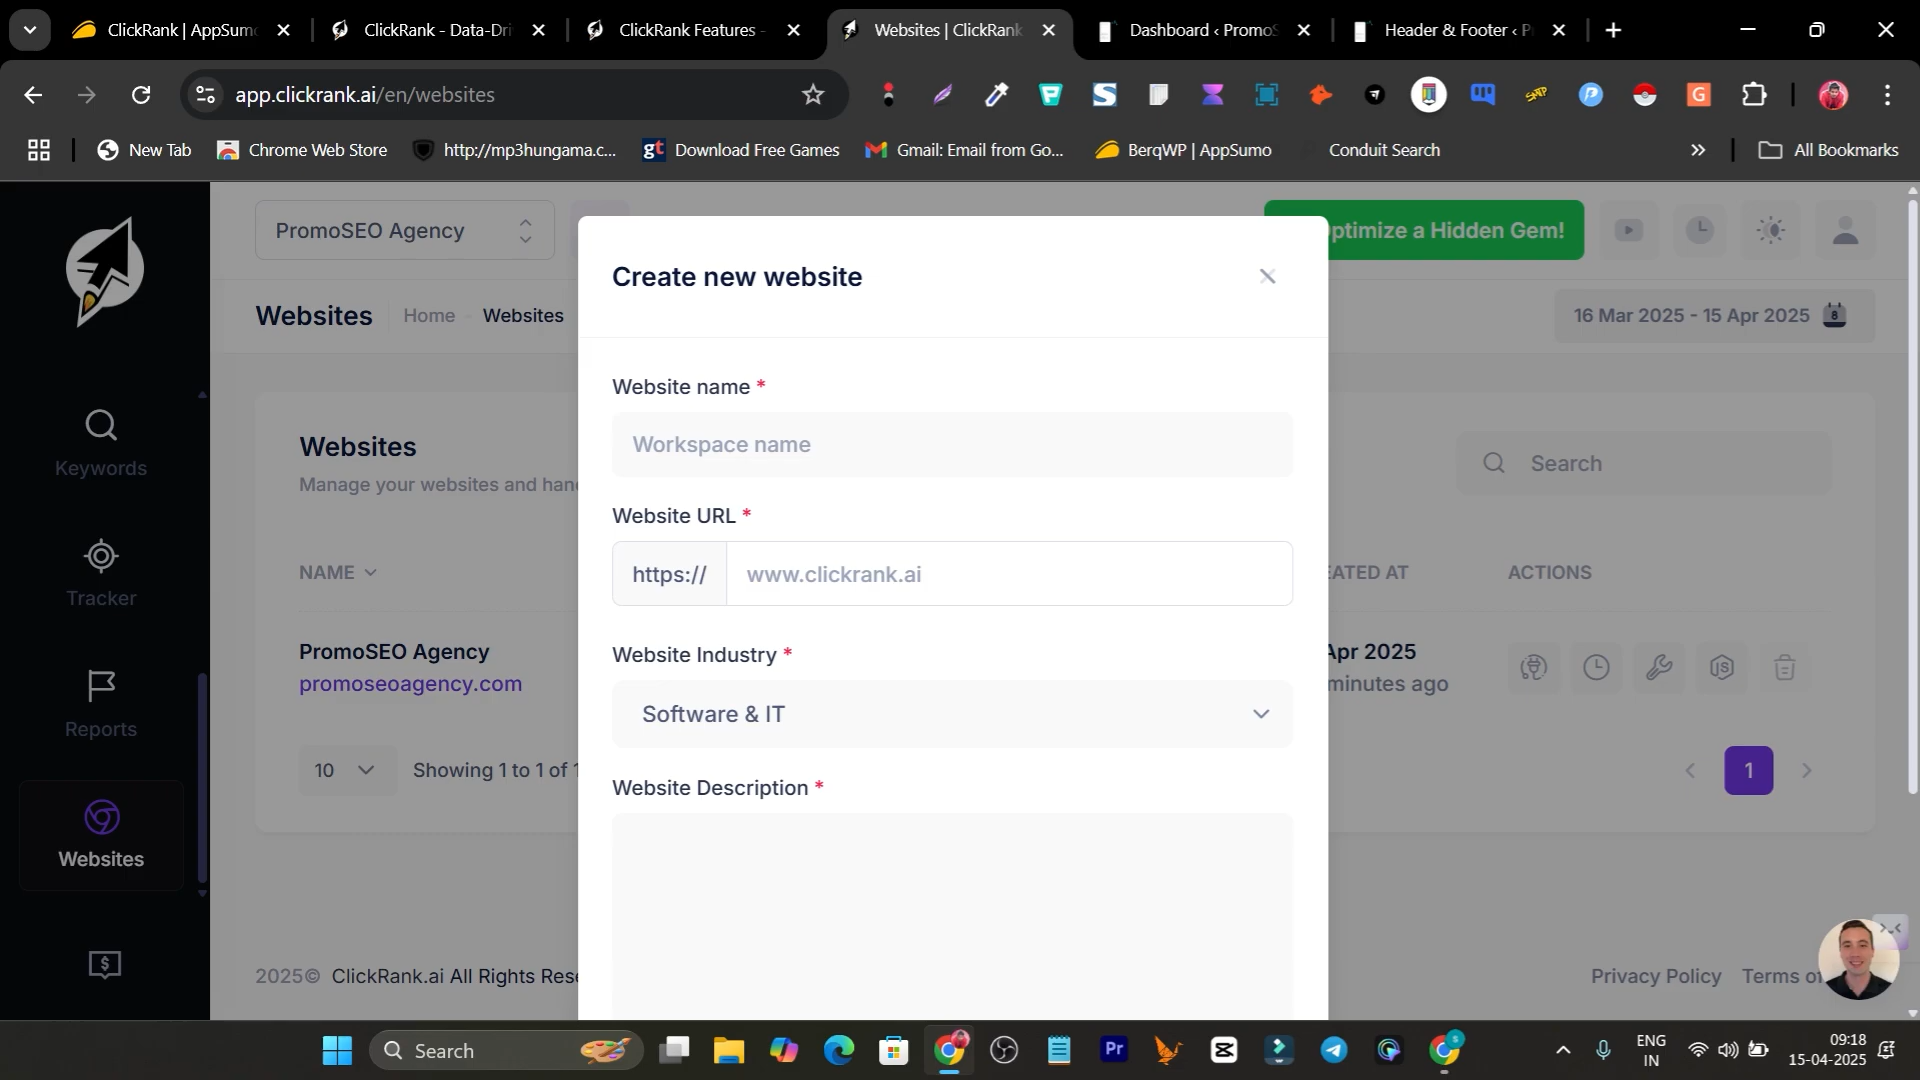 ClickRank | AppSumo
ClickRank - Data-Dri
ClickRank Features -
Websites | ClickRank
Dashboard ‹ PromoS
Header & Footer ‹ P
app.clickrank.ai/en/websites
New Tab
Chrome Web Store
http://mp3hungama.c...
Download Free Games
Gmail: Email from Go...
BerqWP | AppSumo
Conduit Search
All Bookmarks
PromoSEO Agency
ptimize a Hidden Gem!
Create new website
Websites
Home - Websites
16 Mar 2025 - 15 Apr 2025
Website name *
Workspace name
Websites
Manage your websites and han
Search
Keywords
Website URL *
https://
www.clickrank.ai
NAME
EATED AT
ACTIONS
Tracker
Website Industry *
Software & IT
PromoSEO Agency
promoseoagency.com
Apr 2025
minutes ago
Reports
10
Showing 1 to 1 of 1
1
Website Description *
Websites
2025© ClickRank.ai All Rights Rese
Privacy Policy
Terms of
Search
ENG
IN
09:18
15-04-2025